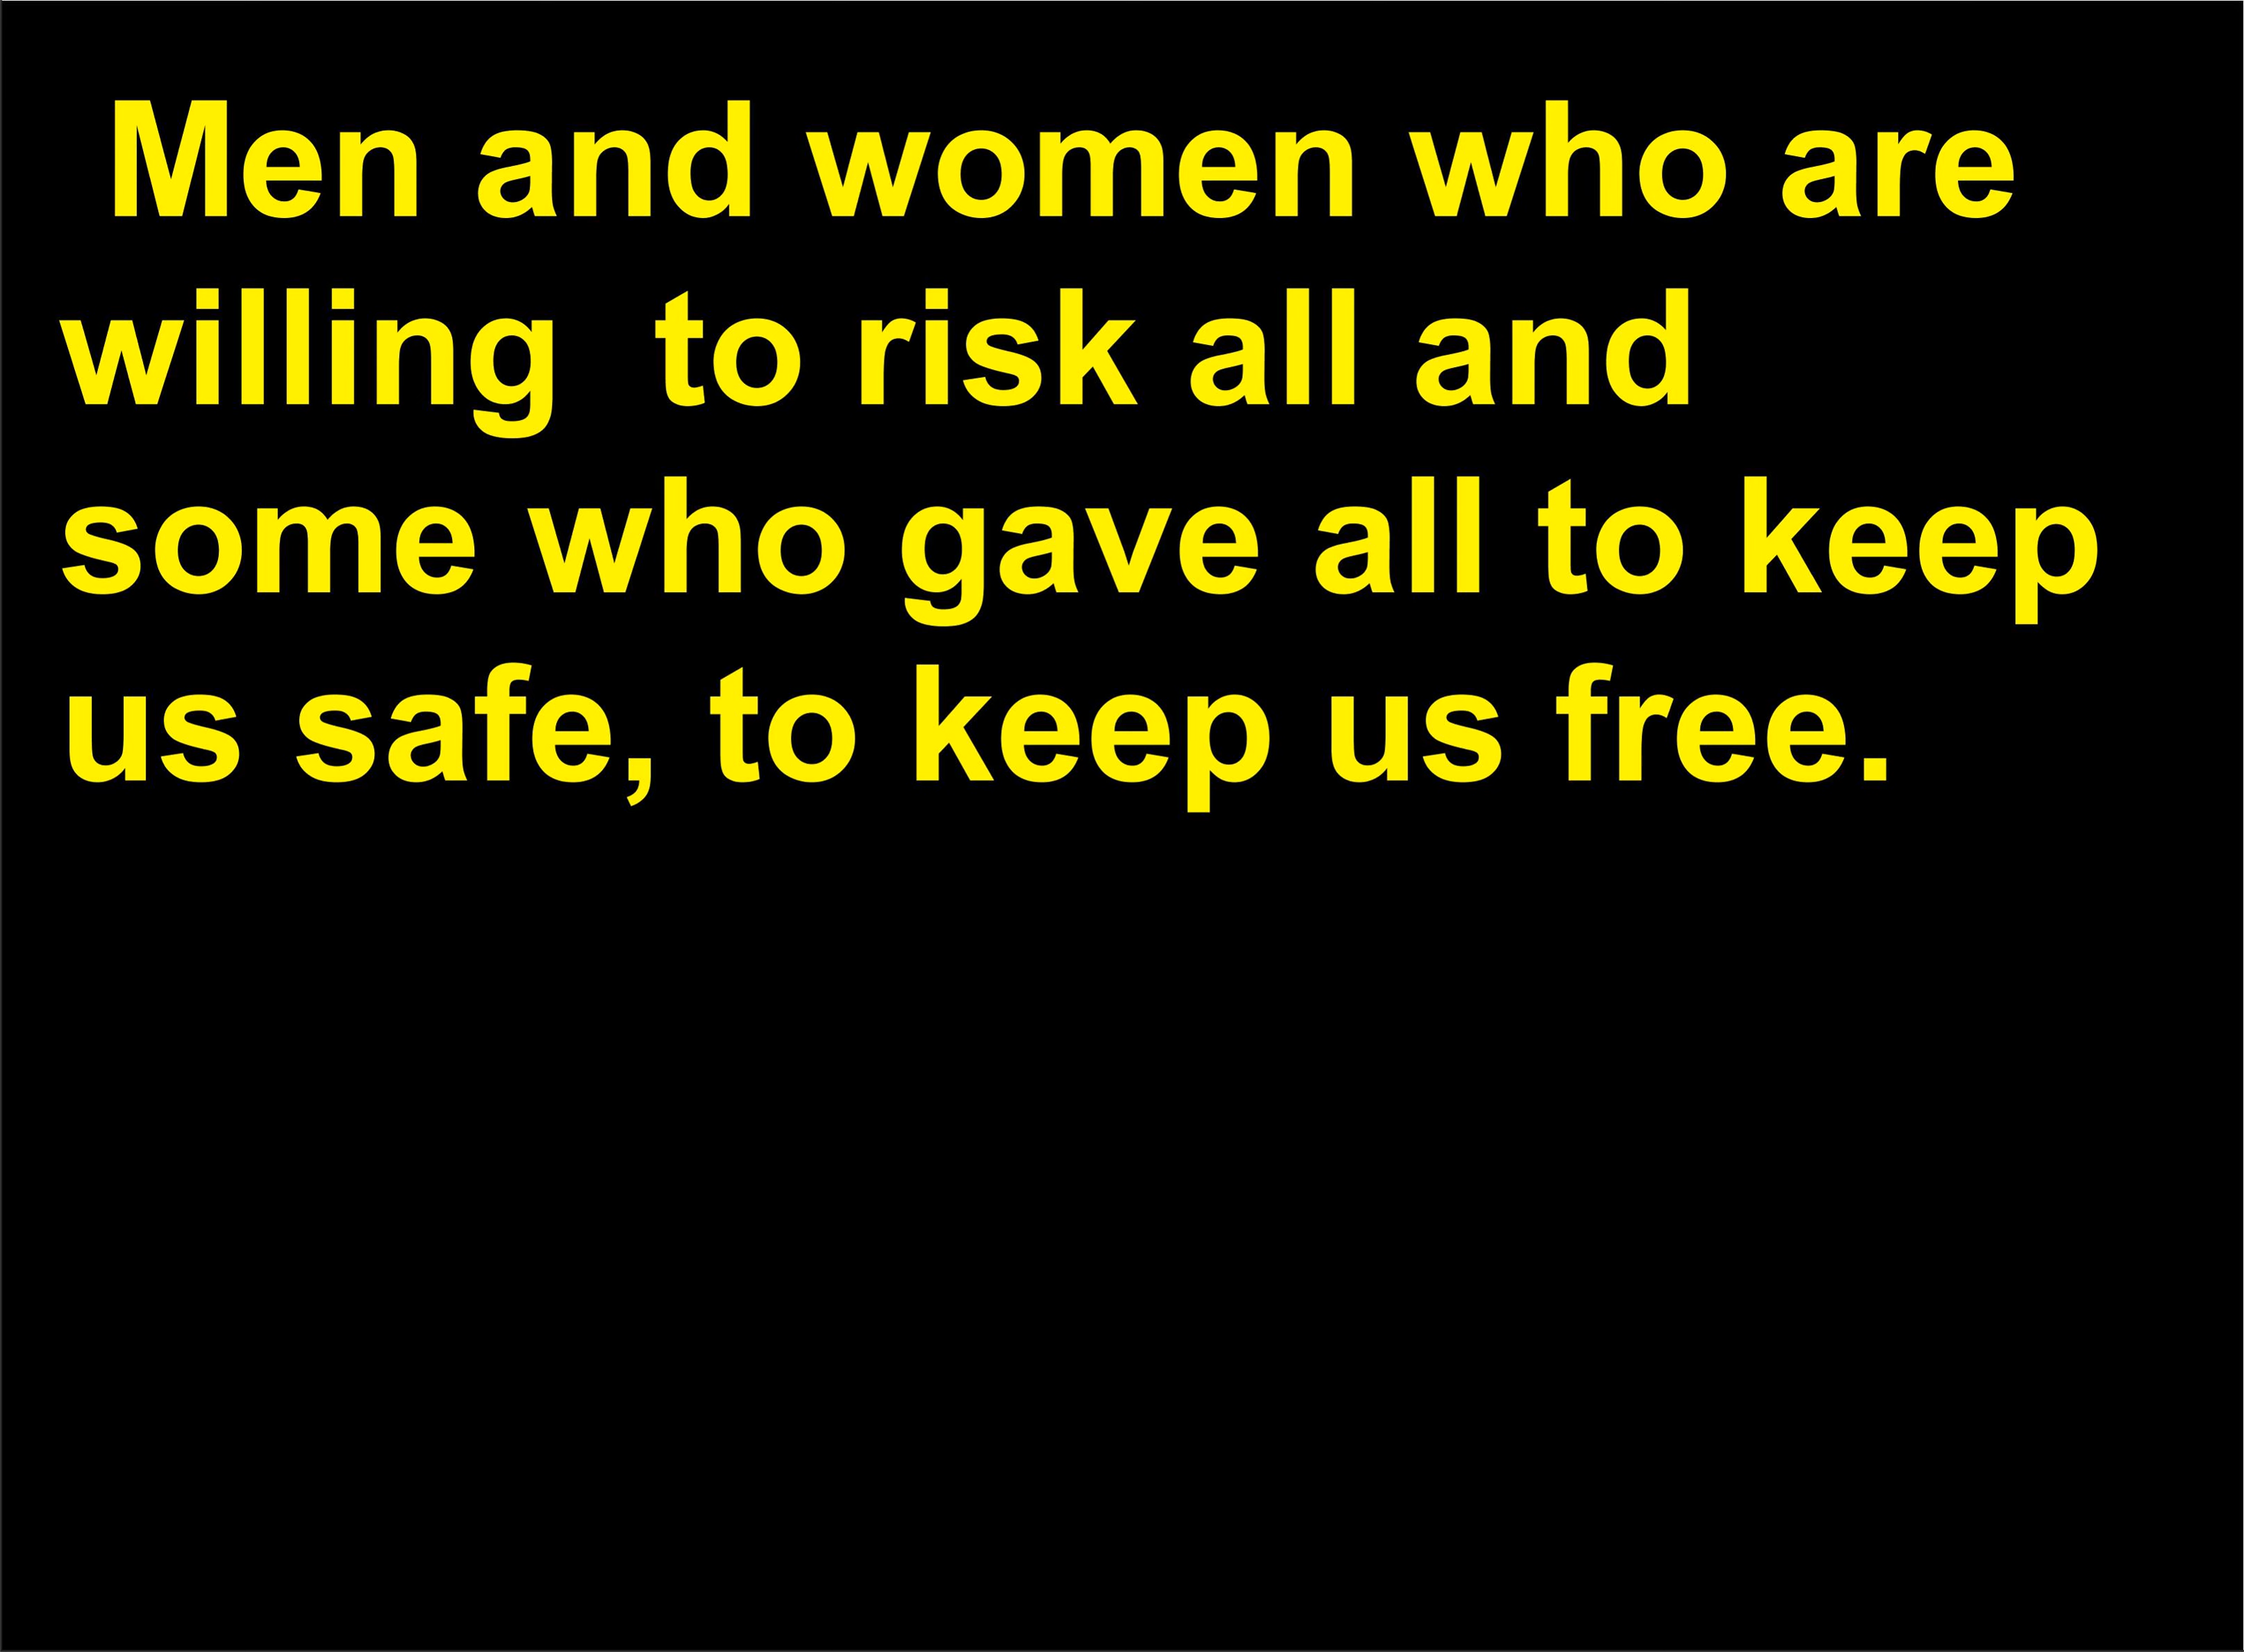 Men and women who are
willing  to risk all and
some who gave all to keep
us safe, to keep us free.